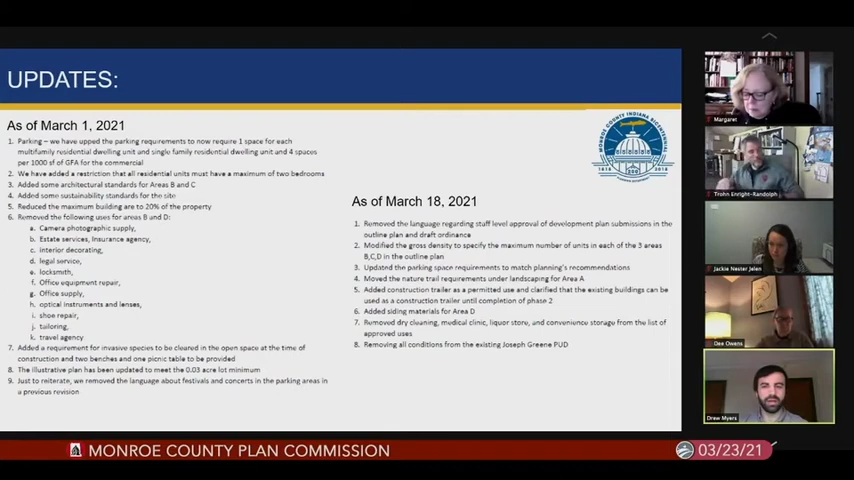 UPDATES:
As of March 1, 2021
1. Parking – we have upped the parking requirements to now require 1 space for each
multifamily residential dwelling unit and single family residential dwelling unit and 4 spaces
per 1000 sf of GFA for the commercial
2. We have added a restriction that all residential units must have a maximum of two bedrooms
3. Added some architectural standards for Areas B and C
4. Added some sustainability standards for the site
5. Reduced the maximum building are to 20% of the property
6. Removed the following uses for areas B and D:
a. Camera photographic supply,
b. Estate services, Insurance agency,
c. interior decorating,
d. legal service,
e. locksmith,
f. Office equipment repair,
g. Office supply,
h. optical instruments and lenses,
i. shoe repair,
j. tailoring,
k. travel agency
7. Added a requirement for invasive species to be cleared in the open space at the time of
construction and two benches and one picnic table to be provided
8. The illustrative plan has been updated to meet the 0.03 acre lot minimum
9. Just to reiterate, we removed the language about festivals and concerts in the parking areas in
a previous revision
MONROE COUNTY INDIANA BICENTENNIAL
1818
200
2018
As of March 18, 2021
1. Removed the language regarding staff level approval of development plan submissions in the
outline plan and draft ordinance
2. Modified the gross density to specify the maximum number of units in each of the 3 areas
B,C,D in the outline plan
3. Updated the parking space requirements to match planning's recommendations
4. Moved the nature trail requirements under landscaping for Area A
5. Added construction trailer as a permitted use and clarified that the existing buildings can be
used as a construction trailer until completion of phase 2
6. Added siding materials for Area D
7. Removed dry cleaning, medical clinic, liquor store, and convenience storage from the list of
approved uses
8. Removing all conditions from the existing Joseph Greene PUD
Margaret
Trohn Enright-Randolph
Jackie Nester Jelen
Dee Owens
Drew Myers
MONROE COUNTY PLAN COMMISSION
03/23/21